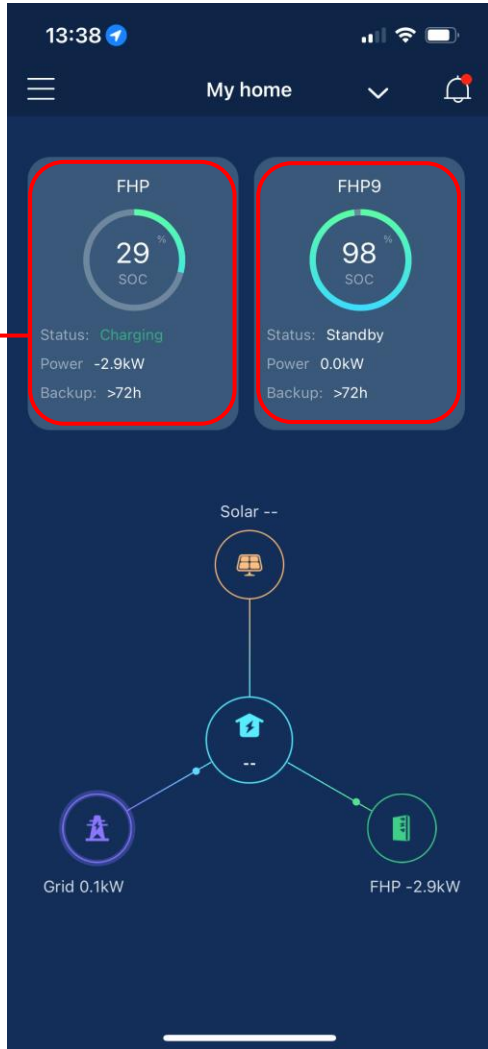 13:38
My home
FHP
29 %
SOC
Status: Charging
Power -2.9kW
Backup: >72h
FHP9
98 %
SOC
Status: Standby
Power 0.0kW
Backup: >72h
Solar --
--
Grid 0.1kW
FHP -2.9kW